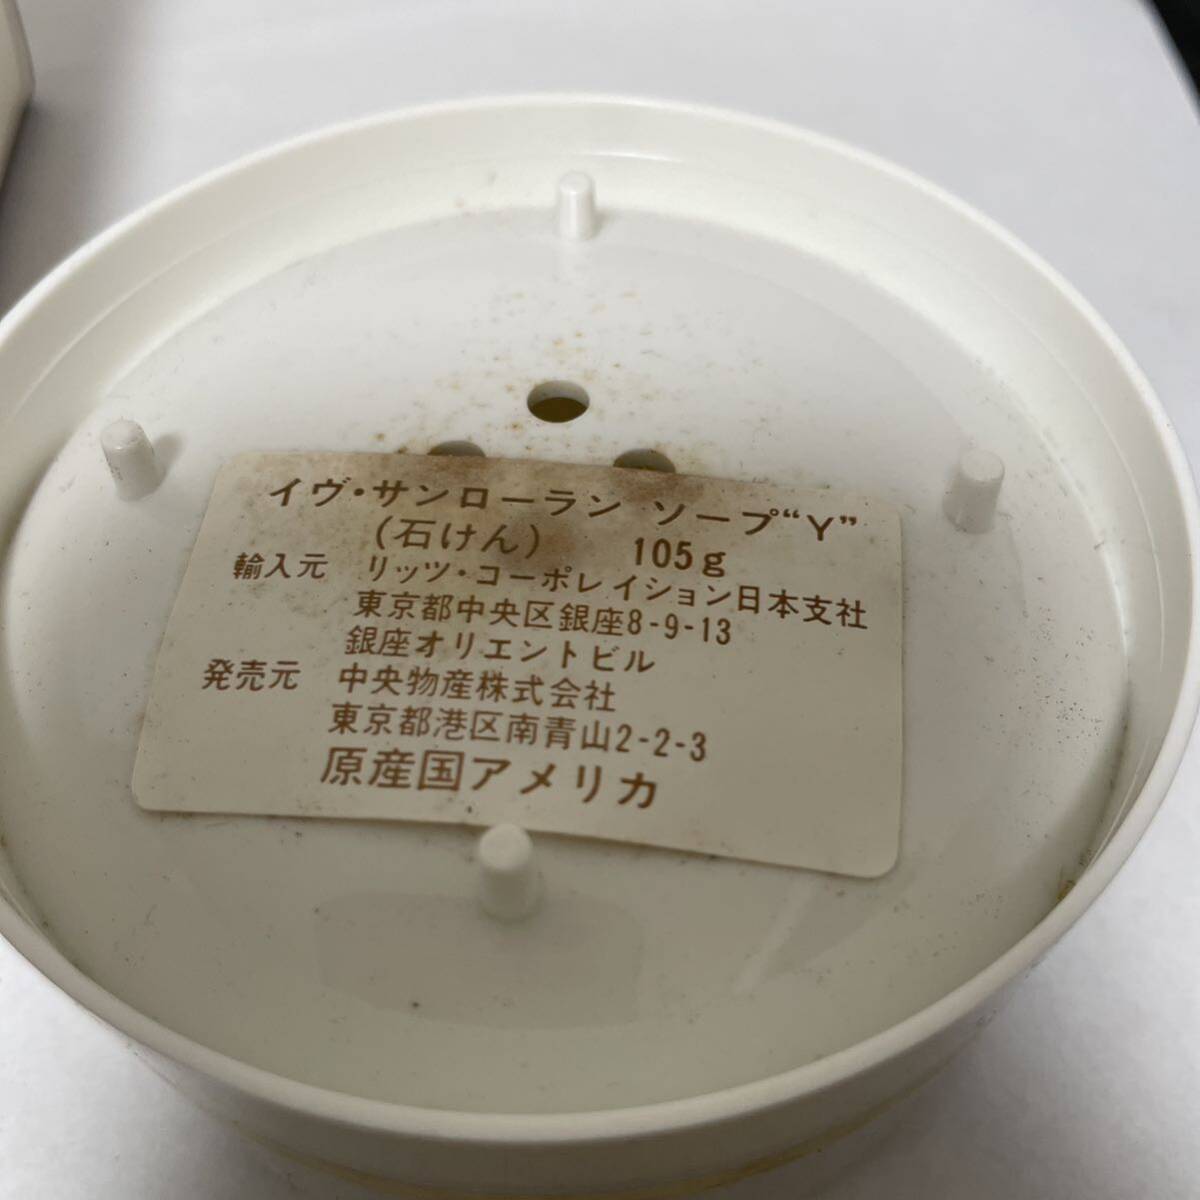 イヴ・サンローラン ソープ“Y”
(石けん) 105g
輸入元 リッツ・コーポレイション日本支社
東京都中央区銀座8-9-13
銀座オリエントビル
発売元 中央物産株式会社
東京都港区南青山2-2-3
原産国アメリカ